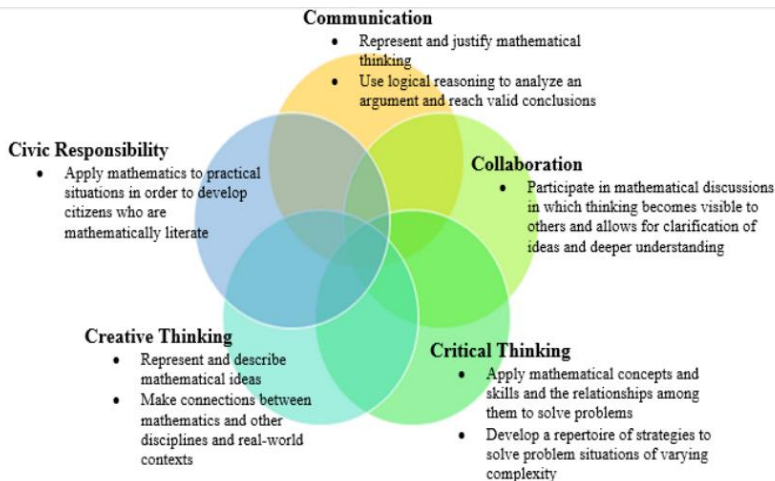 Communication
● Represent and justify mathematical
thinking
● Use logical reasoning to analyze an
argument and reach valid conclusions
Civic Responsibility
● Apply mathematics to practical
situations in order to develop
citizens who are
mathematically literate
Collaboration
● Participate in mathematical discussions
in which thinking becomes visible to
others and allows for clarification of
ideas and deeper understanding
Creative Thinking
● Represent and describe
mathematical ideas
● Make connections between
mathematics and other
disciplines and real-world
contexts
Critical Thinking
● Apply mathematical concepts and
skills and the relationships among
them to solve problems
● Develop a repertoire of strategies to
solve problem situations of varying
complexity